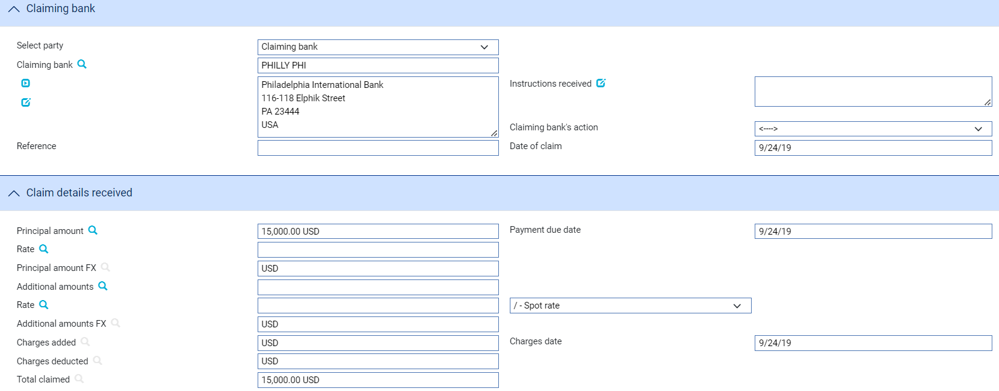 Claiming bank
Select party
Claiming bank
Claiming bank
PHILLY PHI
Philadelphia International Bank
116-118 Elphik Street
PA 23444
USA
Instructions received
Claiming bank's action
<---->
Reference
Date of claim
9/24/19
Claim details received
Principal amount
15,000.00 USD
Payment due date
9/24/19
Rate
Principal amount FX
USD
Additional amounts
Rate
/ - Spot rate
Additional amounts FX
USD
Charges added
USD
Charges date
9/24/19
Charges deducted
USD
Total claimed
15,000.00 USD